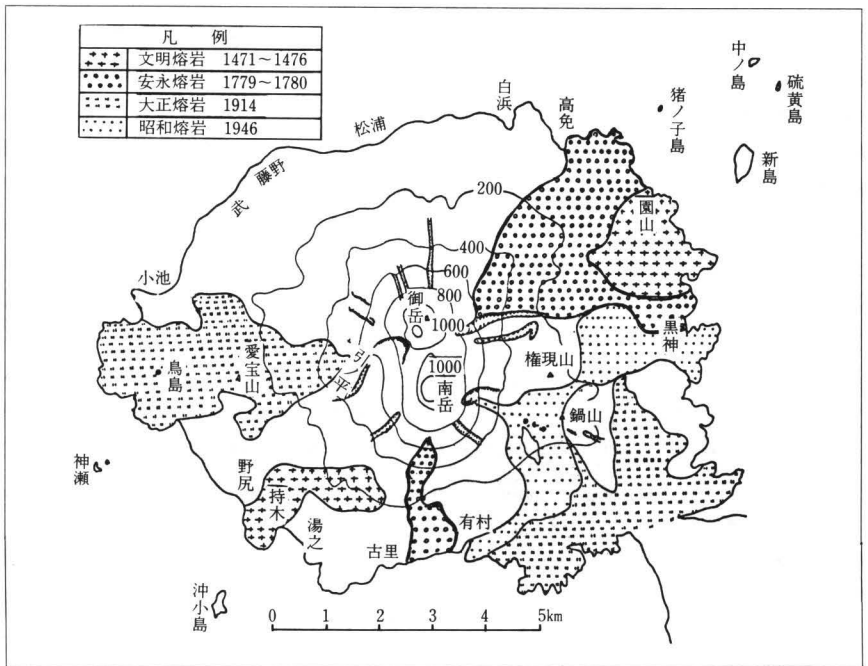 凡例
文明熔岩 1471～1476
安永熔岩 1779～1780
大正熔岩 1914
昭和熔岩 1946
中ノ島
硫黄島
猪ノ子島
新島
白浜
高免
松浦
藤野
武
200
園山
400
600
小池
御岳
800
1000
黒神
権現山
引ノ平
愛宝山
鳥島
1000
南岳
鍋山
神瀬
野尻
持木
湯之
古里
有村
沖小島
0 1 2 3 4 5km